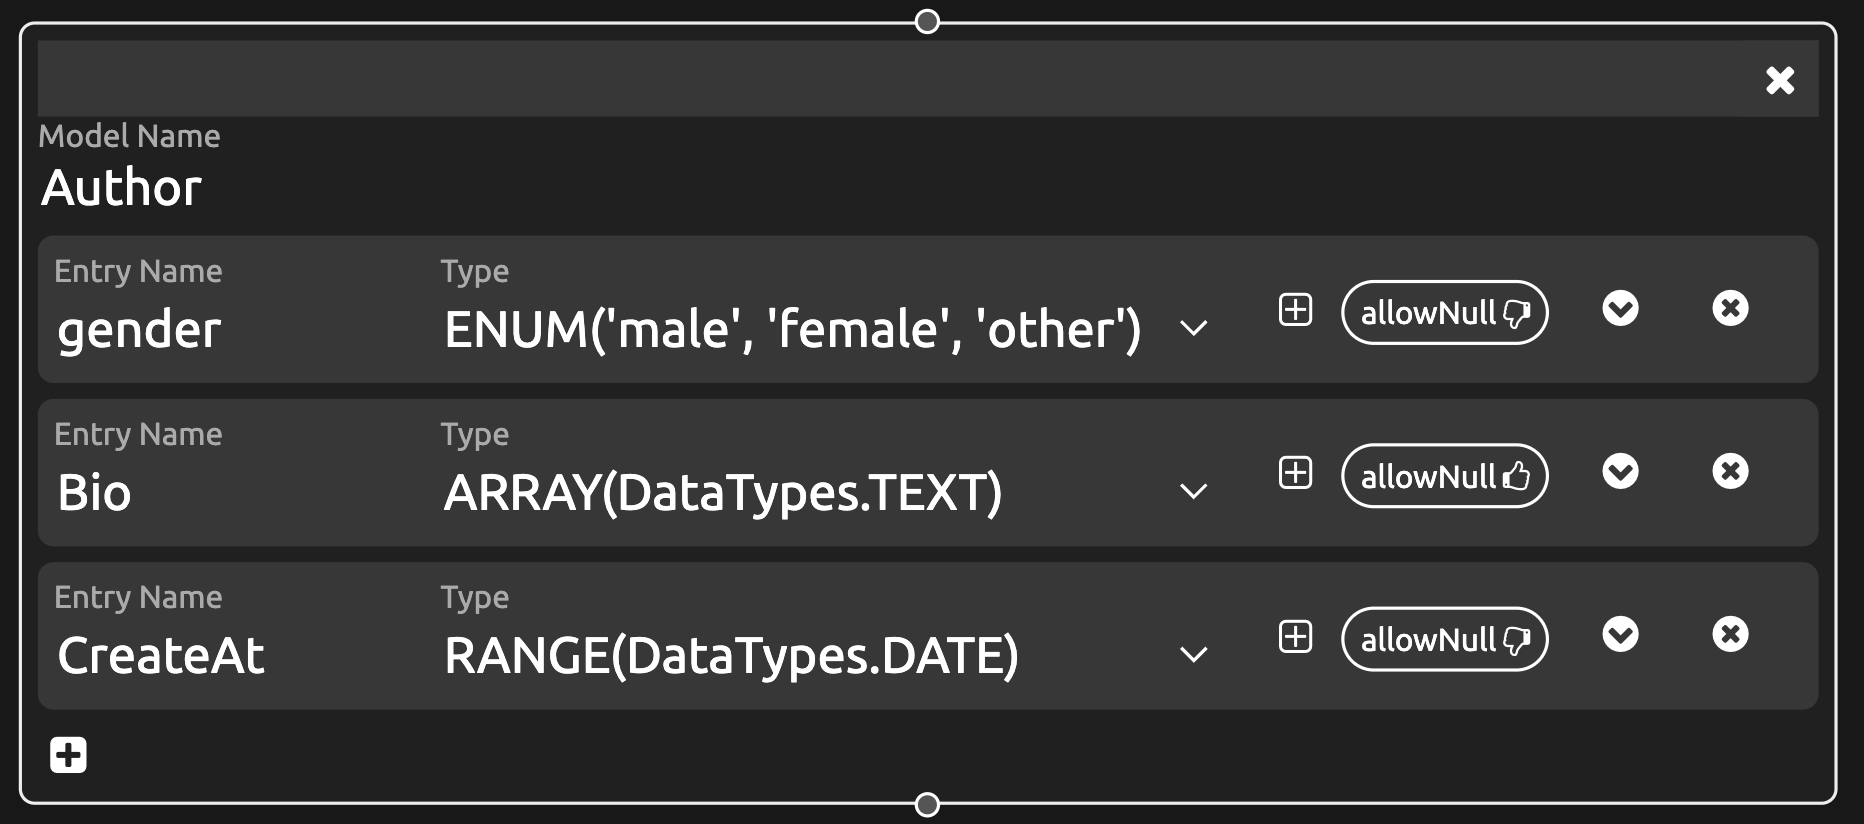 Model Name
Author
Entry Name Type
gender ENUM('male', 'female', 'other') allowNull
Entry Name Type
Bio ARRAY(DataTypes.TEXT) allowNull
Entry Name Type
CreateAt RANGE(DataTypes.DATE) allowNull